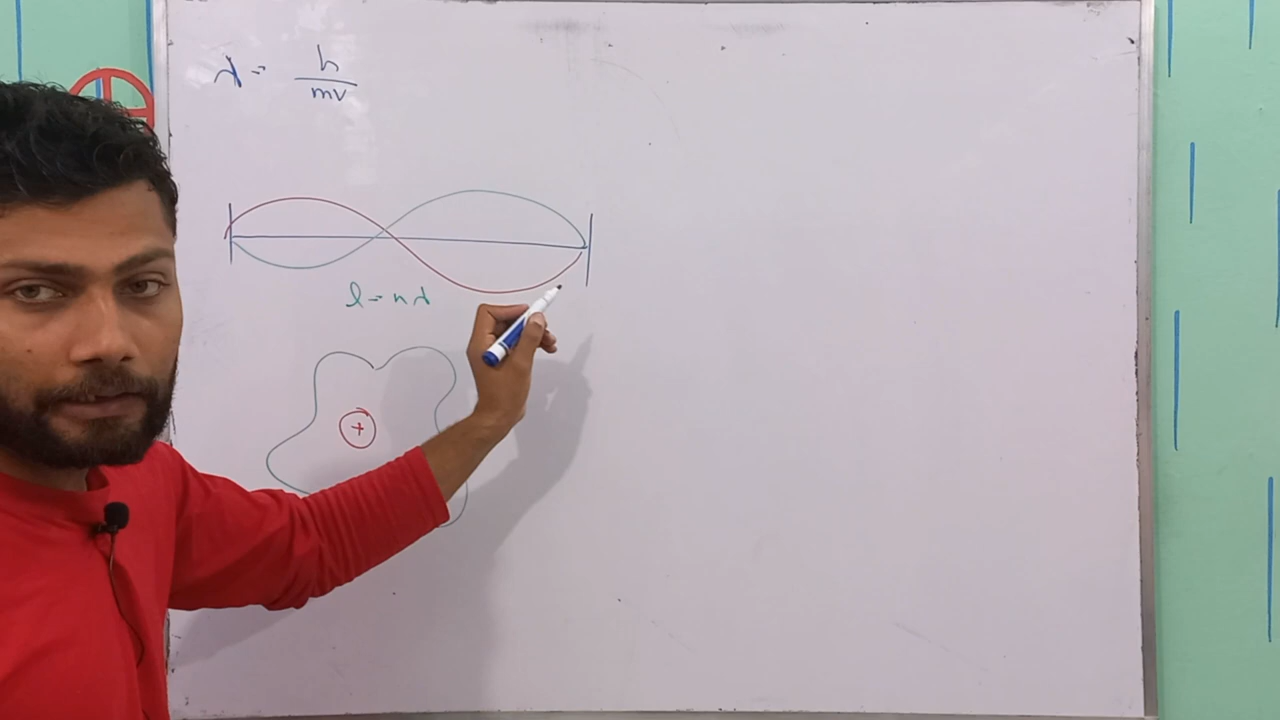 λ = h/mv
l = nλ
+